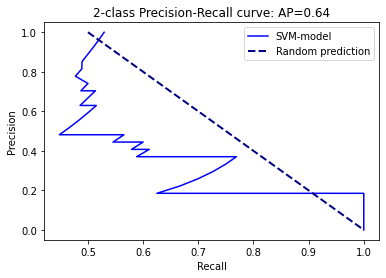 2-class Precision-Recall curve: AP=0.64
SVM-model
Random prediction
Precision
1.0
0.8
0.6
0.4
0.2
0.0
0.5
0.6
0.7
0.8
0.9
1.0
Recall